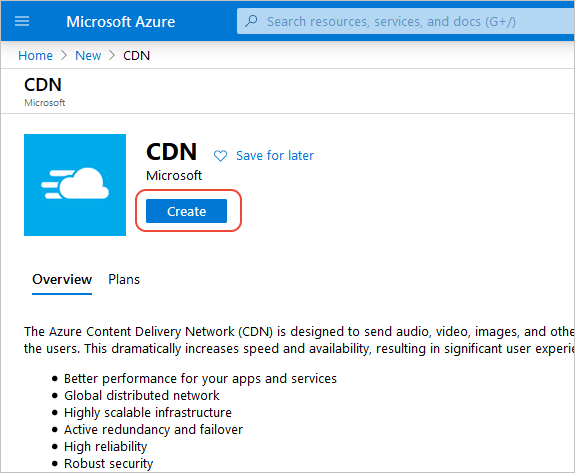 Microsoft Azure
Search resources, services, and docs (G+/)
Home > New > CDN
CDN
Microsoft
CDN
Save for later
Microsoft
Create
Overview Plans
The Azure Content Delivery Network (CDN) is designed to send audio, video, images, and othe
the users. This dramatically increases speed and availability, resulting in significant user experie
• Better performance for your apps and services
• Global distributed network
• Highly scalable infrastructure
• Active redundancy and failover
• High reliability
• Robust security